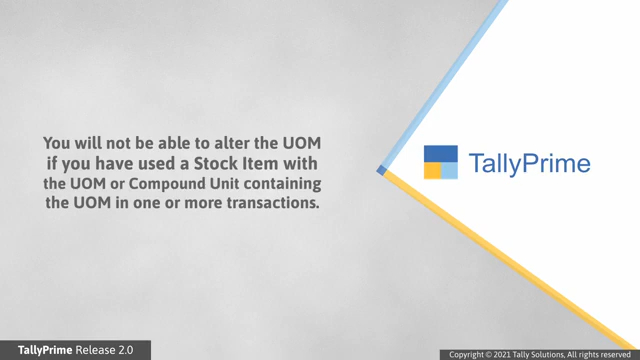 You will not be able to alter the UOM
if you have used a Stock Item with
the UOM or Compound Unit containing
the UOM in one or more transactions.
TallyPrime
TallyPrime Release 2.0
Copyright © 2021 Tally Solutions, All rights reserved